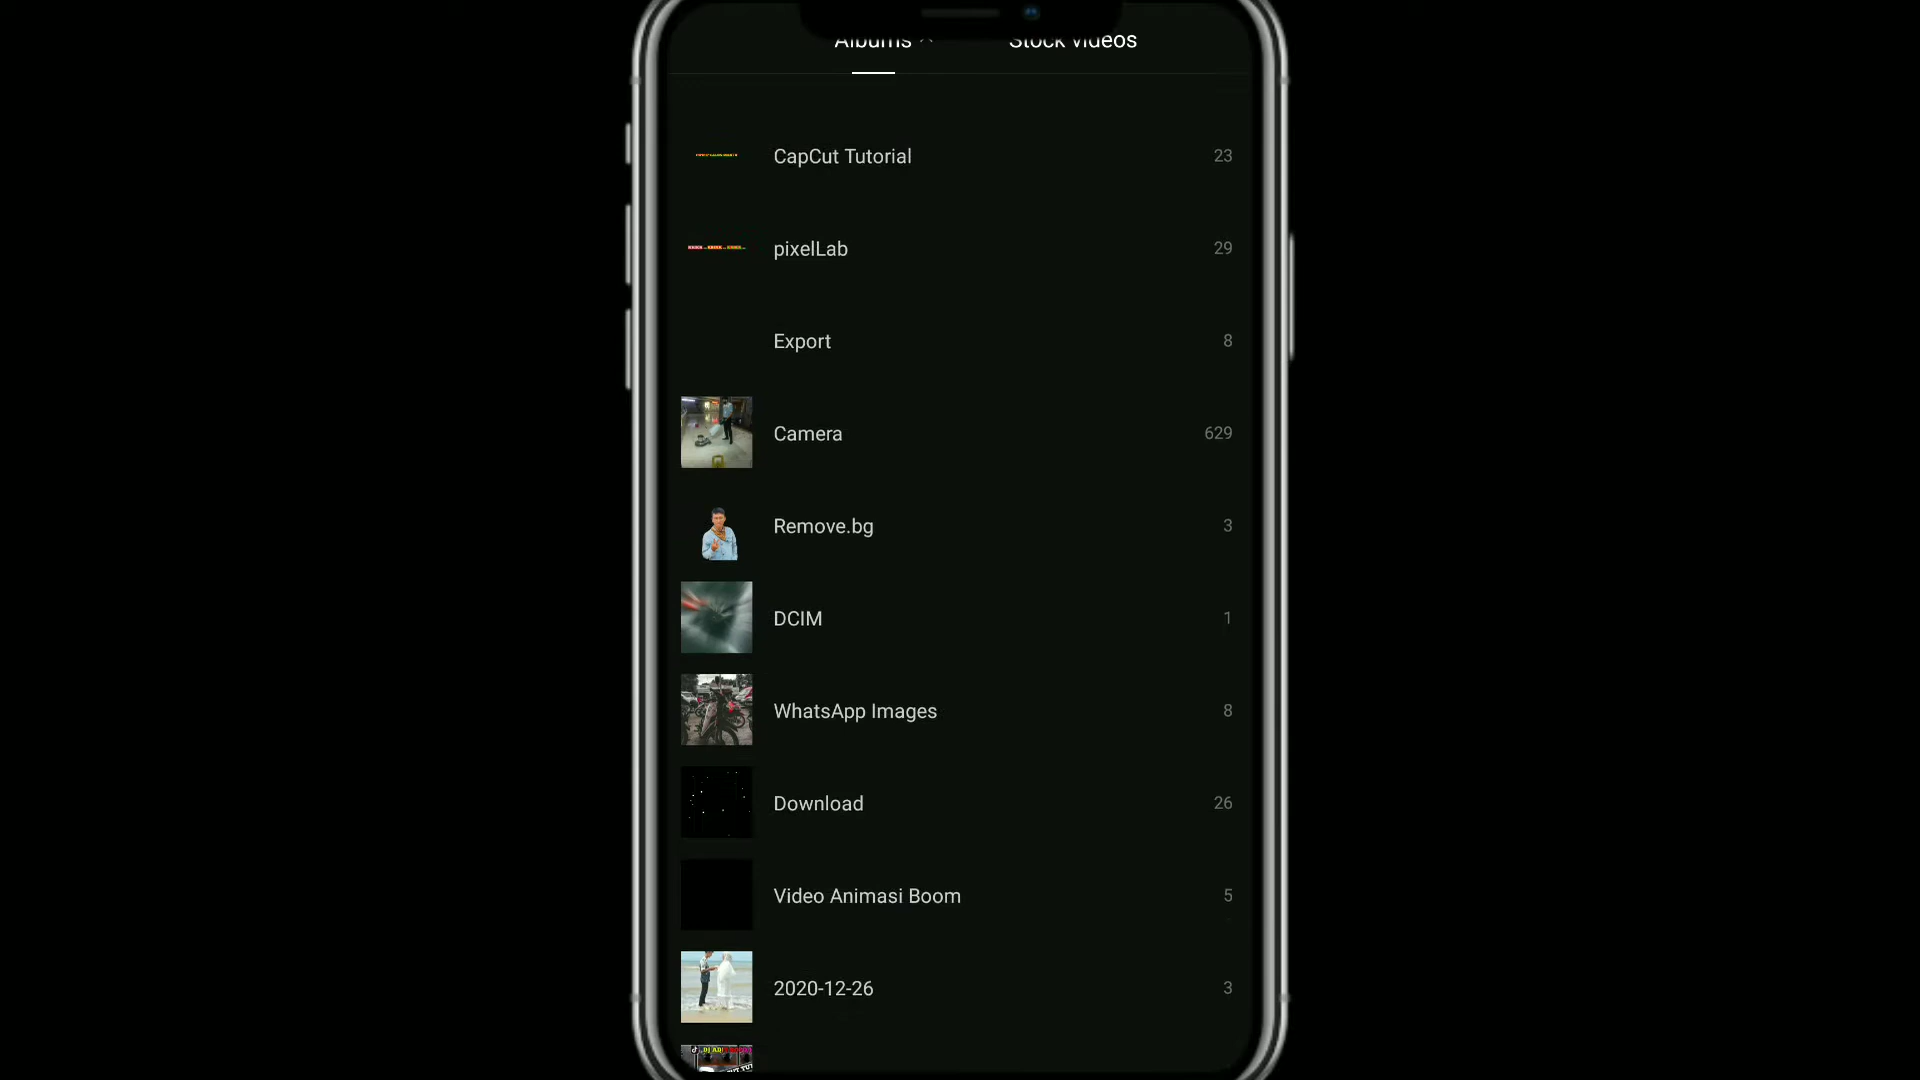 Albums
Stock videos
CapCut Tutorial
23
pixelLab
29
Export
8
Camera
629
Remove.bg
3
DCIM
1
WhatsApp Images
8
Download
26
Video Animasi Boom
5
2020-12-26
3